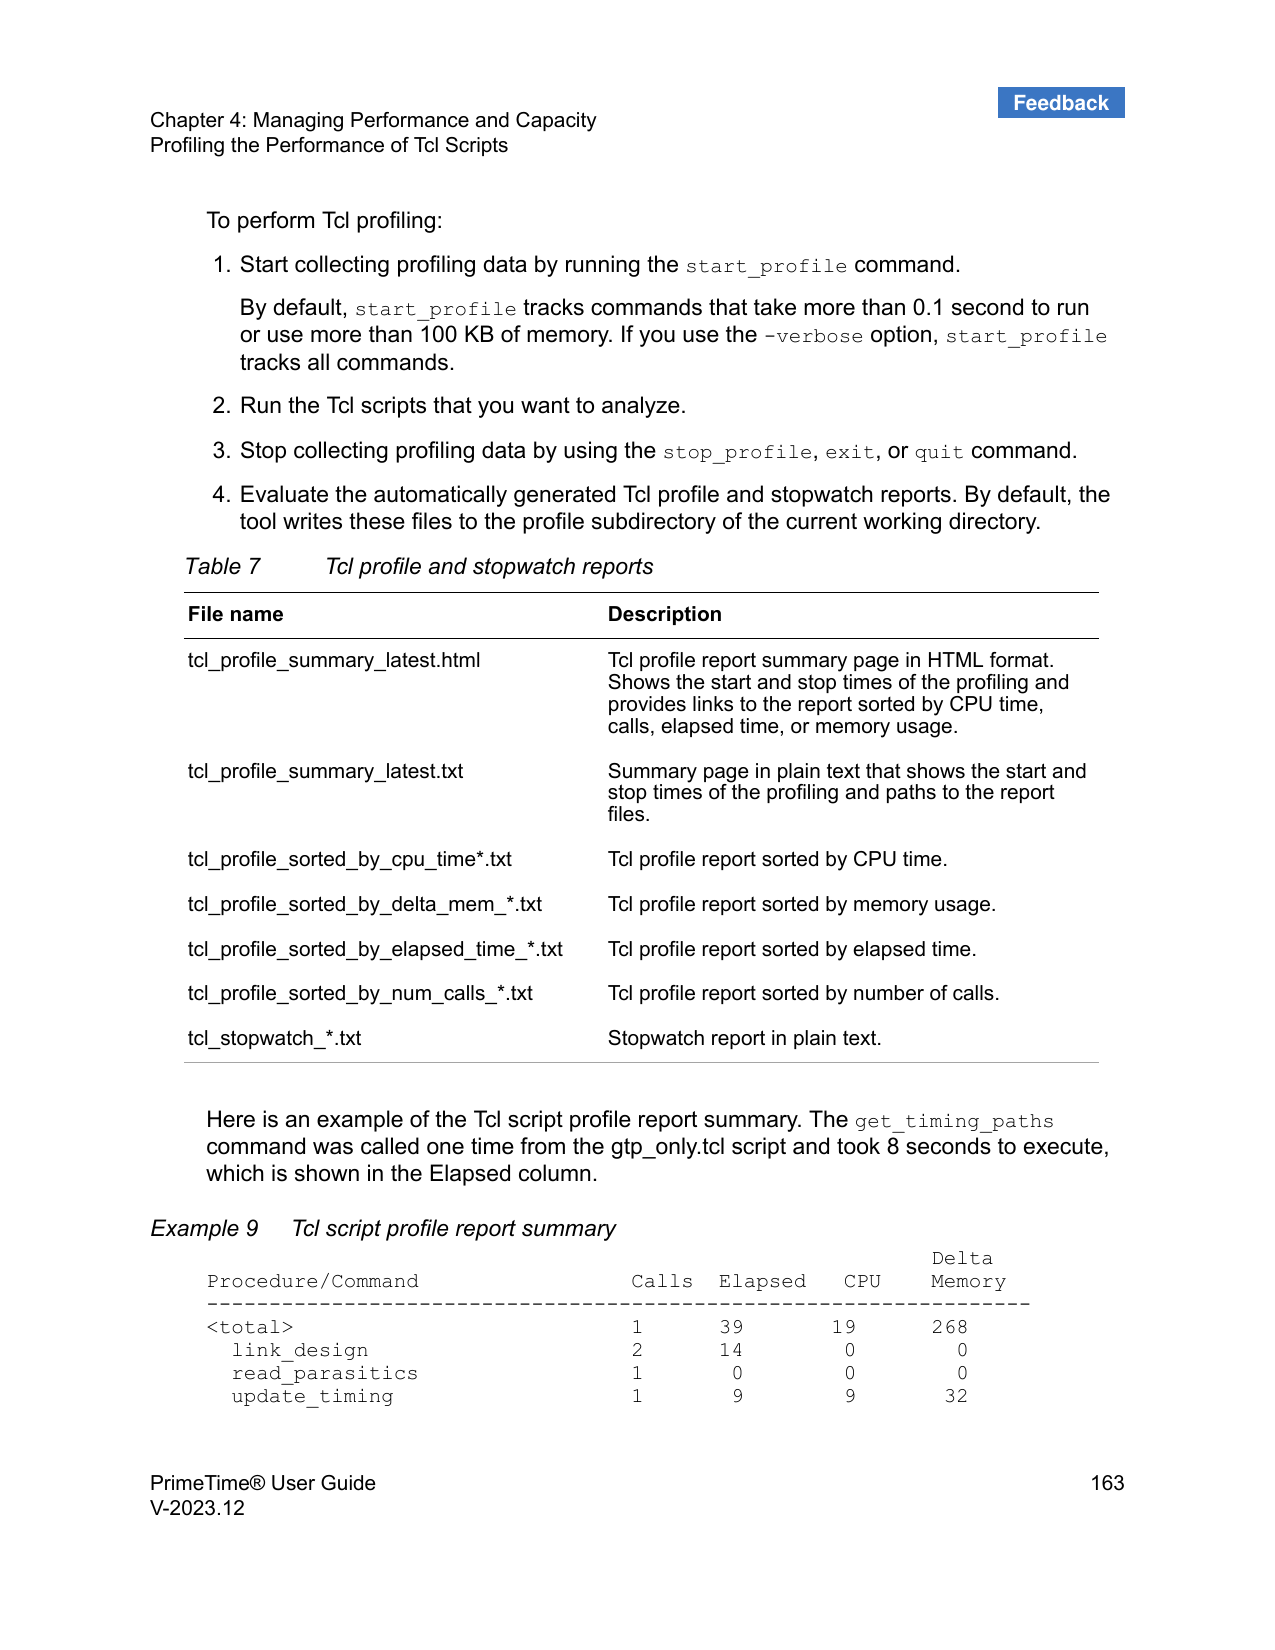 Feedback
Chapter 4: Managing Performance and Capacity
Profiling the Performance of Tcl Scripts
To perform Tcl profiling:
1. Start collecting profiling data by running the start_profile command.
By default, start_profile tracks commands that take more than 0.1 second to run
or use more than 100 KB of memory. If you use the -verbose option, start_profile
tracks all commands.
2. Run the Tcl scripts that you want to analyze.
3. Stop collecting profiling data by using the stop_profile, exit, or quit command.
4. Evaluate the automatically generated Tcl profile and stopwatch reports. By default, the
tool writes these files to the profile subdirectory of the current working directory.
Table 7 Tcl profile and stopwatch reports
File name Description
tcl_profile_summary_latest.html Tcl profile report summary page in HTML format.
Shows the start and stop times of the profiling and
provides links to the report sorted by CPU time,
calls, elapsed time, or memory usage.
tcl_profile_summary_latest.txt Summary page in plain text that shows the start and
stop times of the profiling and paths to the report
files.
tcl_profile_sorted_by_cpu_time*.txt Tcl profile report sorted by CPU time.
tcl_profile_sorted_by_delta_mem_*.txt Tcl profile report sorted by memory usage.
tcl_profile_sorted_by_elapsed_time_*.txt Tcl profile report sorted by elapsed time.
tcl_profile_sorted_by_num_calls_*.txt Tcl profile report sorted by number of calls.
tcl_stopwatch_*.txt Stopwatch report in plain text.
Here is an example of the Tcl script profile report summary. The get_timing_paths
command was called one time from the gtp_only.tcl script and took 8 seconds to execute,
which is shown in the Elapsed column.
Example 9 Tcl script profile report summary
Delta
Procedure/Command Calls Elapsed CPU Memory
------------------------------------------------------------------
<total> 1 39 19 268
link_design 2 14 0 0
read_parasitics 1 0 0 0
update_timing 1 9 9 32
PrimeTime® User Guide 163
V-2023.12